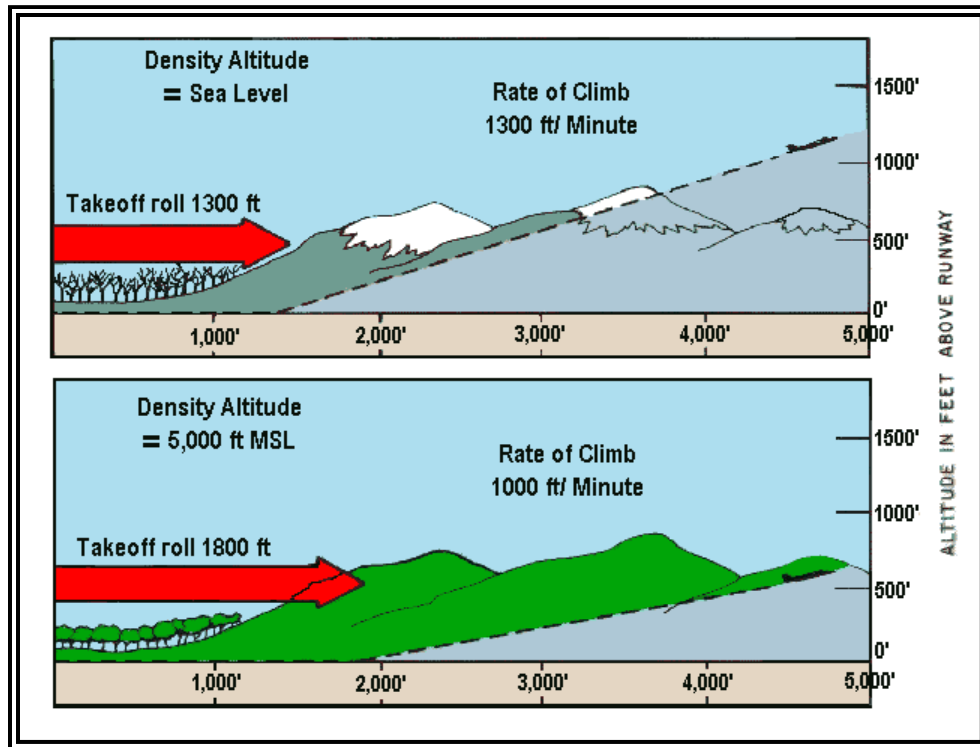 Density Altitude
= Sea Level
Rate of Climb
1300 ft/ Minute
Takeoff roll 1300 ft
1500'
1000'
500'
0'
1,000'
2,000'
3,000'
4,000'
5,000'
Density Altitude
= 5,000 ft MSL
Rate of Climb
1000 ft/ Minute
Takeoff roll 1800 ft
1500'
1000'
500'
0'
1,000'
2,000'
3,000'
4,000'
5,000'
ALTITUDE IN FEET ABOVE RUNWAY